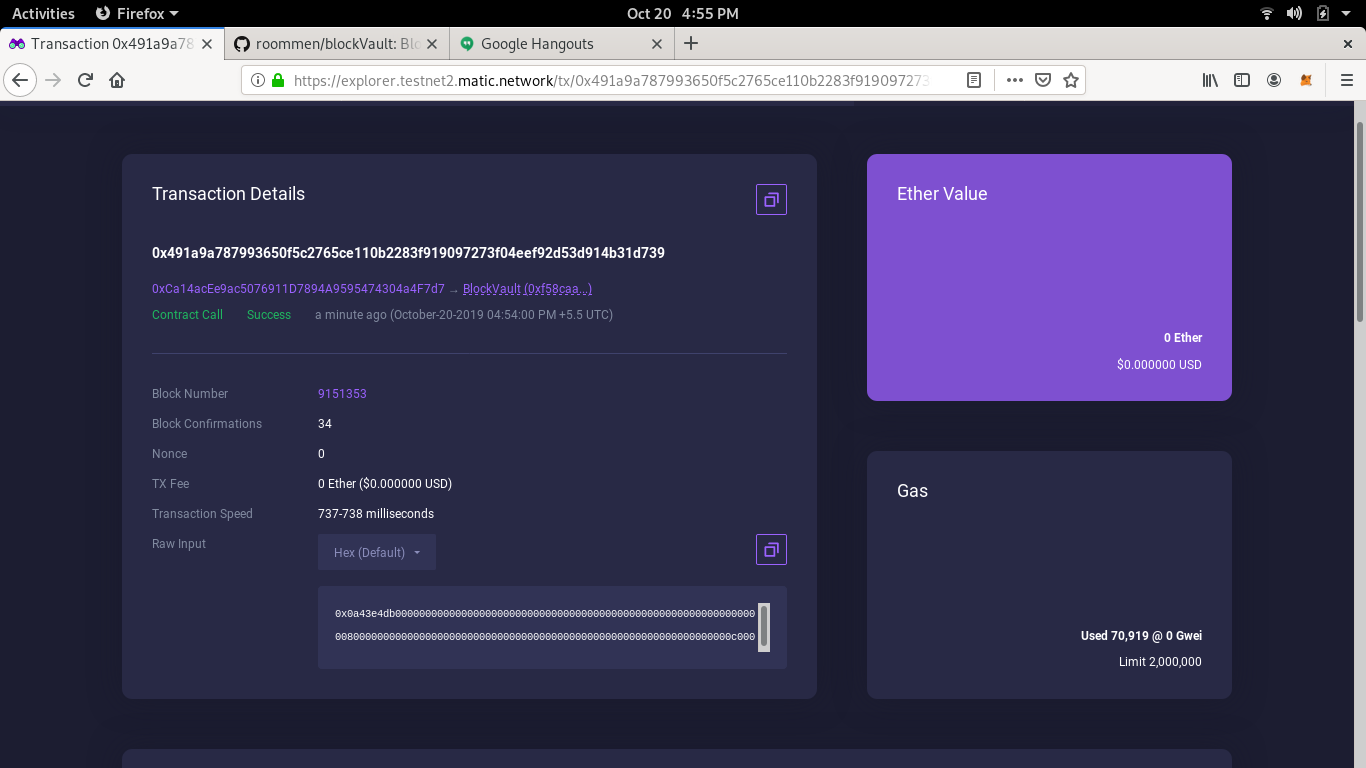 Activities Firefox Oct 20 4:55 PM
Transaction 0x491a9a78 roommen/blockVault: Blo Google Hangouts
https://explorer.testnet2.matic.network/tx/0x491a9a787993650f5c2765ce110b2283f919097273
Transaction Details
0x491a9a787993650f5c2765ce110b2283f919097273f04eef92d53d914b31d739
0xCa14acEe9ac5076911D7894A9595474304a4F7d7 → BlockVault (0xf58caa...)
Contract Call Success a minute ago (October-20-2019 04:54:00 PM +5.5 UTC)
Block Number 9151353
Block Confirmations 34
Nonce 0
TX Fee 0 Ether ($0.000000 USD)
Transaction Speed 737-738 milliseconds
Raw Input Hex (Default)
0x0a43e4db000000000000000000000000000000000000000000000000000000000000
0080000000000000000000000000000000000000000000000000000000000000c000
Ether Value
0 Ether
$0.000000 USD
Gas
Used 70,919 @ 0 Gwei
Limit 2,000,000